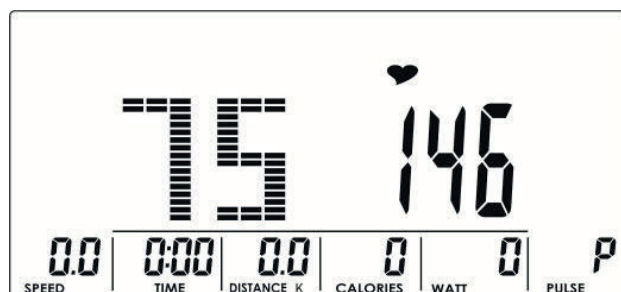 75 146
0.0 0:00 0.0 0 0 P
SPEED TIME DISTANCE K CALORIES WATT PULSE